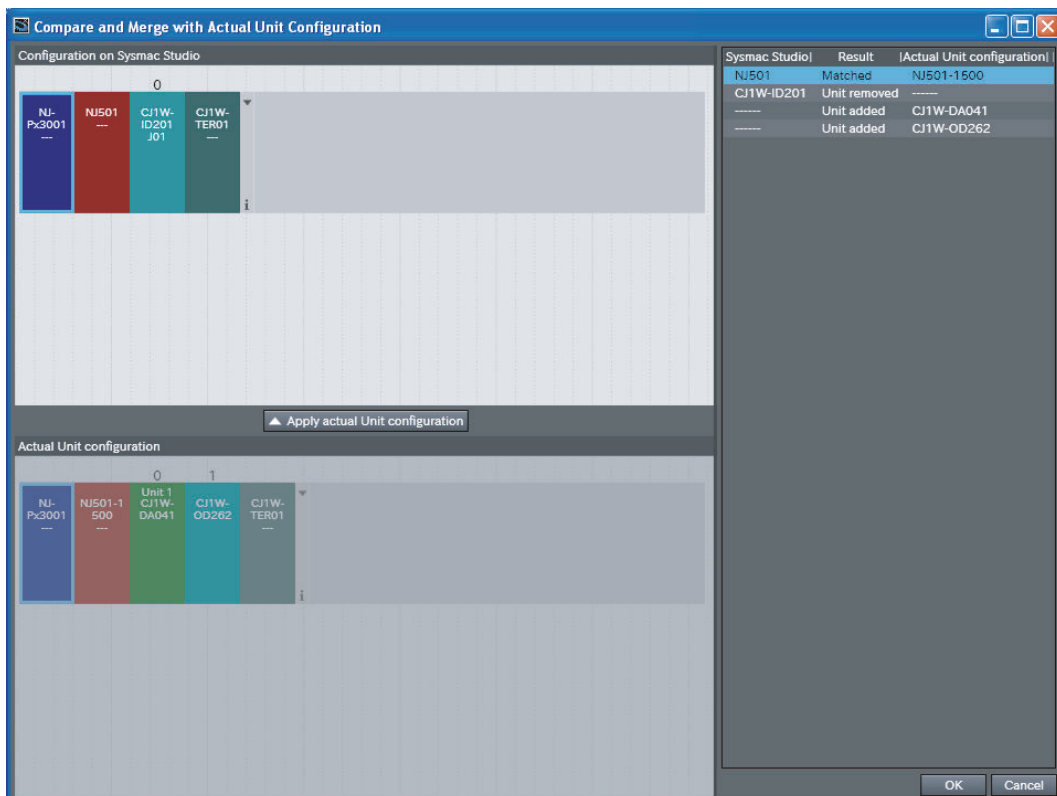 Compare and Merge with Actual Unit Configuration
Configuration on Sysmac Studio
0
NJ-
Px3001
---
NJ501
---
CJ1W-
ID201
J01
CJ1W-
TER01
---
i
Apply actual Unit configuration
Actual Unit configuration
0 1
NJ-
Px3001
---
NJ501-1
500
---
Unit 1
CJ1W-
DA041
CJ1W-
OD262
CJ1W-
TER01
---
i
Sysmac Studio| Result |Actual Unit configuration| |
NJ501 Matched NJ501-1500
CJ1W-ID201 Unit removed ------
------ Unit added CJ1W-DA041
------ Unit added CJ1W-OD262
OK Cancel